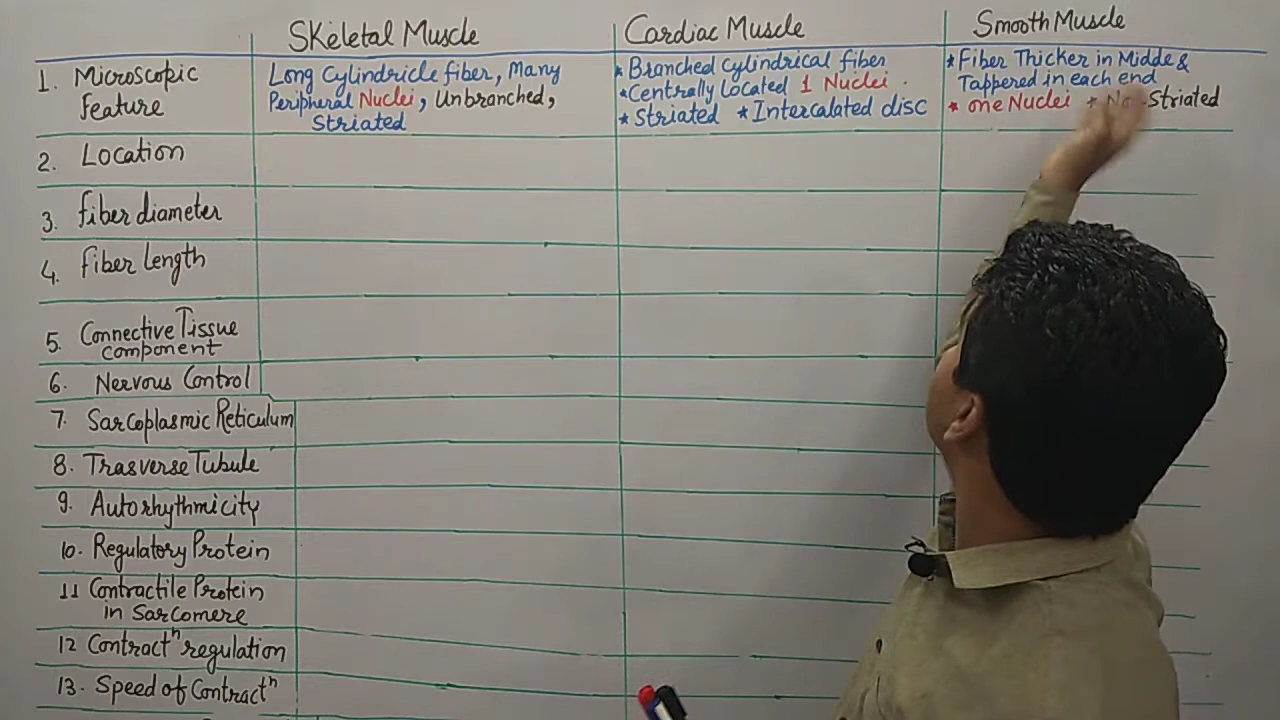 Skeletal Muscle
Cardiac Muscle
Smooth Muscle
1. Microscopic
feature
Long Cylindricle fiber, Many
Peripheral Nuclei, Unbranched,
Striated
* Branched Cylindrical fiber
* Centrally Located 1 Nuclei
* Striated * Intercalated disc
* Fiber Thicker in Midde &
Tappered in each end
* one Nuclei * Striated
2. Location
3. fiber diameter
4. Fiber Length
5. Connective Tissue
component
6. Nervous Control
7. Sarcoplasmic Reticulum
8. Trasverse Tubule
9. Autorhythmicity
10. Regulatory Protein
11 Contractile Protein
in Sarcomere
12 Contractⁿ regulation
13. Speed of Contractⁿ